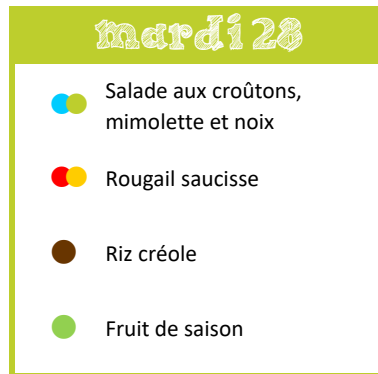 mardi 28
Salade aux croûtons,
mimolette et noix
Rougail saucisse
Riz créole
Fruit de saison